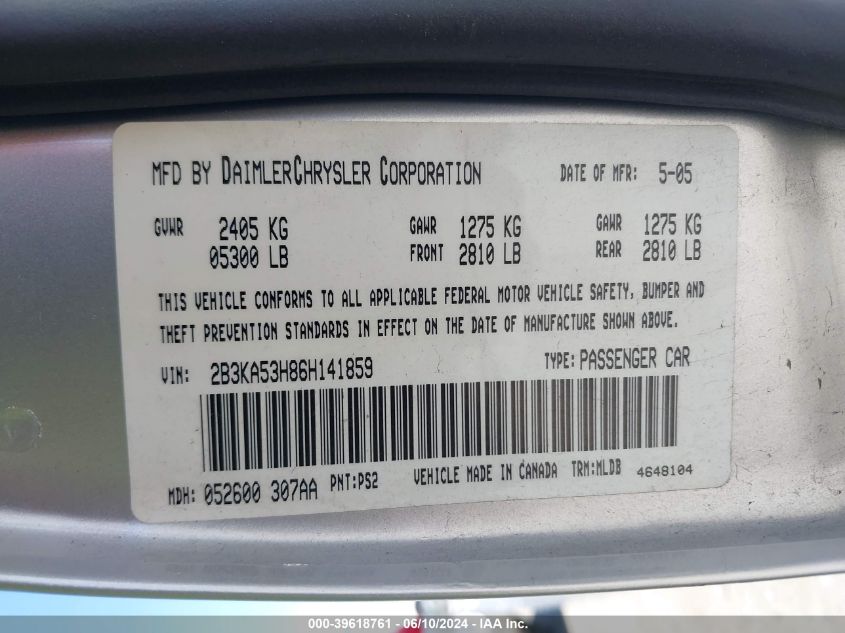 MFD BY DAIMLERCHRYSLER CORPORATION DATE OF MFR: 5-05
GVWR 2405 KG GAWR 1275 KG GAWR 1275 KG
05300 LB FRONT 2810 LB REAR 2810 LB
THIS VEHICLE CONFORMS TO ALL APPLICABLE FEDERAL MOTOR VEHICLE SAFETY, BUMPER AND
THEFT PREVENTION STANDARDS IN EFFECT ON THE DATE OF MANUFACTURE SHOWN ABOVE.
VIN: 2B3KA53H86H141859 TYPE: PASSENGER CAR
MDH: 052600 307AA PNT:PS2 VEHICLE MADE IN CANADA TRM:MLDB 4648104
000-39618761 - 06/10/2024 - IAA Inc.